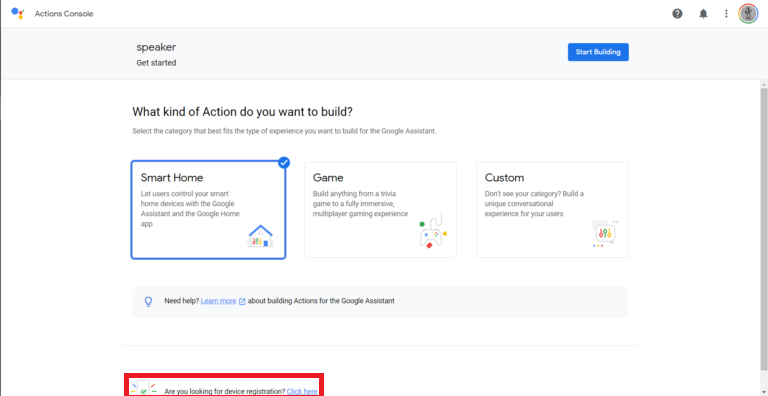 Actions Console
speaker
Get started
Start Building
What kind of Action do you want to build?
Select the category that best fits the type of experience you want to build for the Google Assistant.
Smart Home
Let users control your smart
home devices with the Google
Assistant and the Google Home
app
Game
Build anything from a trivia
game to a fully immersive,
multiplayer gaming experience
Custom
Don't see your category? Build a
unique conversational
experience for your users
Need help? Learn more about building Actions for the Google Assistant
Are you looking for device registration? Click here